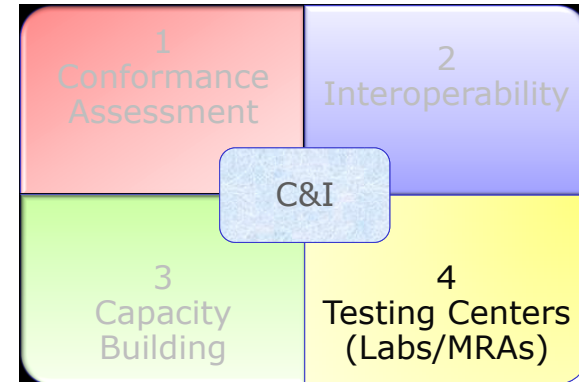 1
Conformance
Assessment
2
Interoperability
C&I
3
Capacity
Building
4
Testing Centers
(Labs/MRAs)